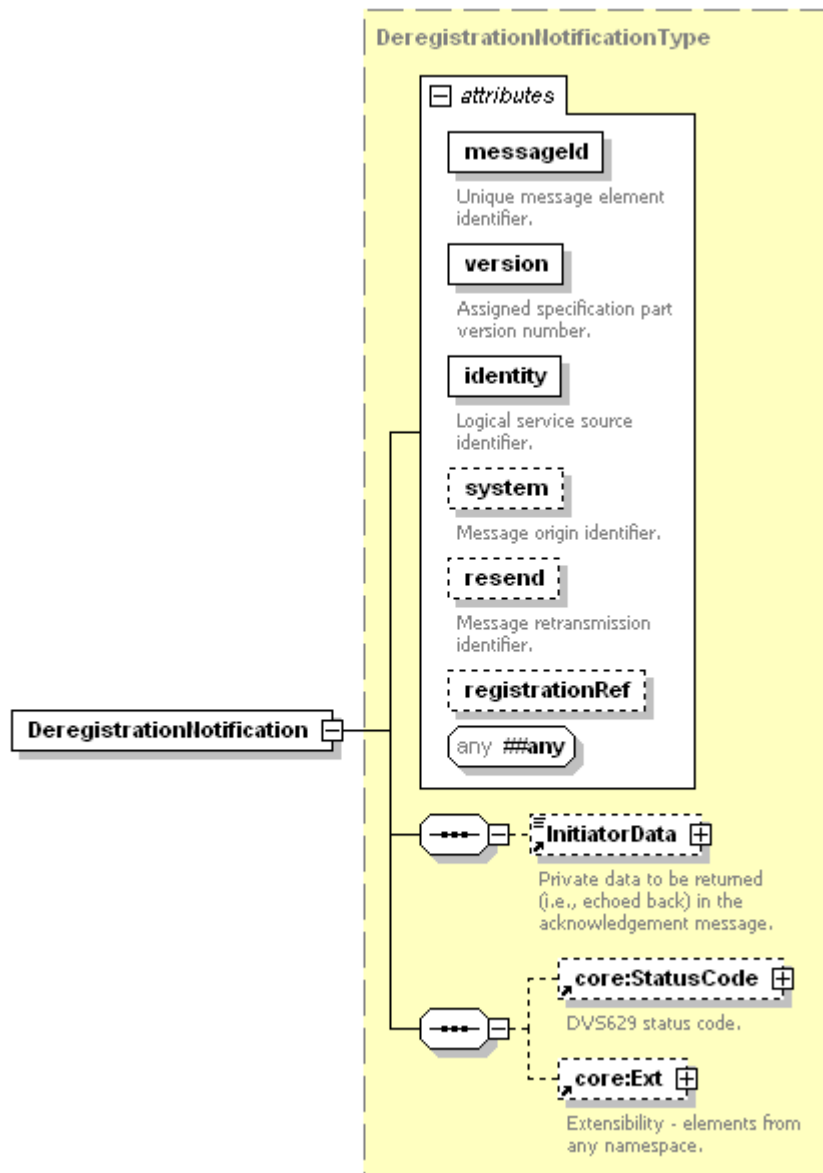 DeregistrationNotificationType
attributes
messageId
Unique message element
identifier.
version
Assigned specification part
version number.
identity
Logical service source
identifier.
system
Message origin identifier.
resend
Message retransmission
identifier.
registrationRef
any ##any
DeregistrationNotification
InitiatorData
Private data to be returned
(i.e., echoed back) in the
acknowledgement message.
core:StatusCode
DVS629 status code.
core:Ext
Extensibility - elements from
any namespace.